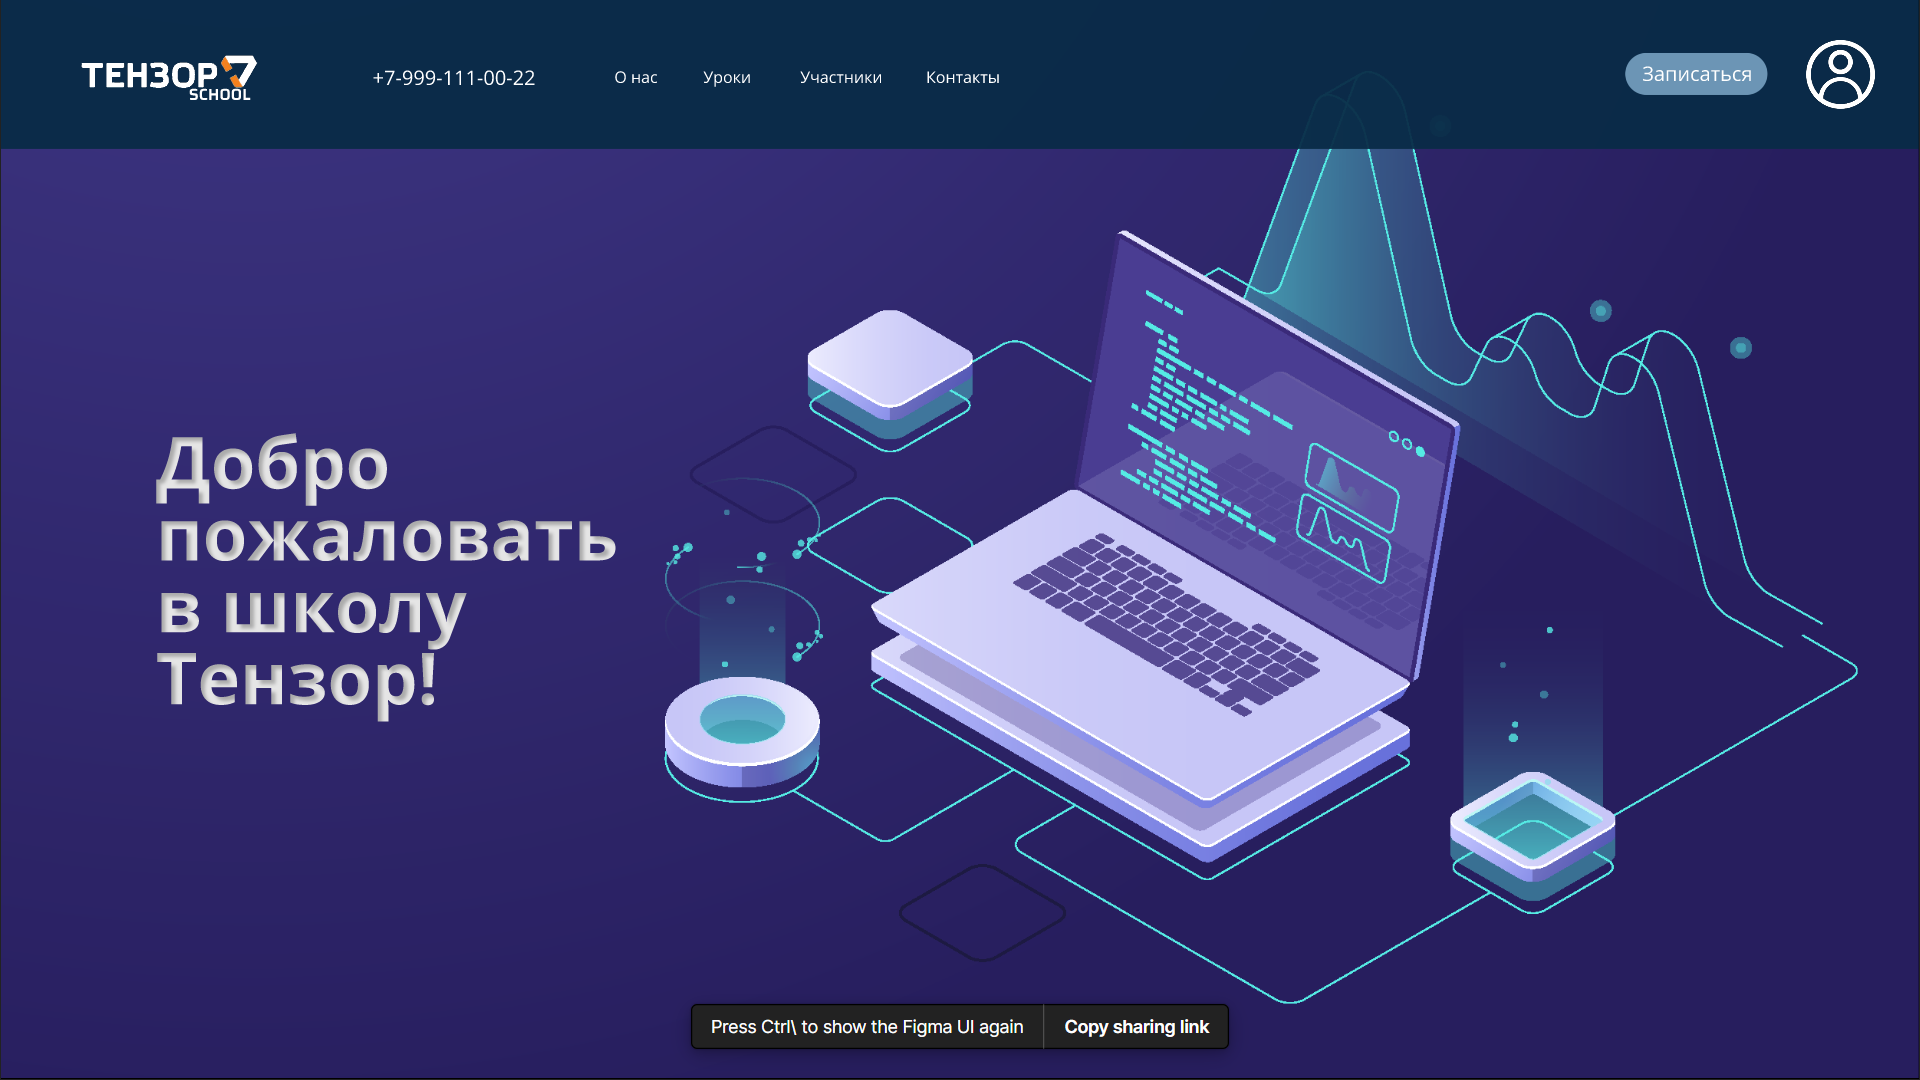 ТЕНЗОР
SCHOOL
+7-999-111-00-22
О нас
Уроки
Участники
Контакты
Записаться
Добро
пожаловать
в школу
Тензор!
Press Ctrl\ to show the Figma UI again
Copy sharing link